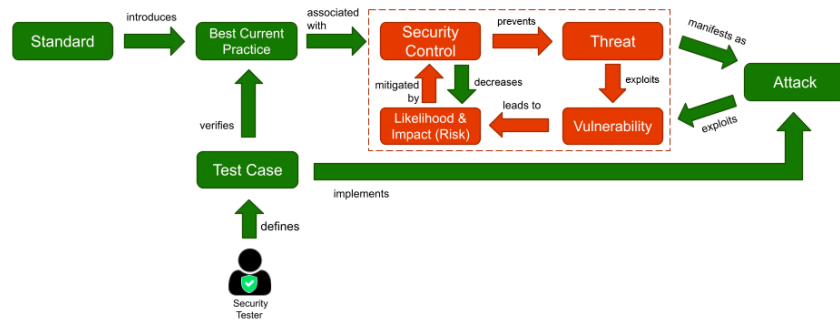 introduces
associated
with
Standard
Best Current
Practice
Security
Control
prevents
Threat
manifests as
mitigated
by
decreases
exploits
Attack
Likelihood &
Impact (Risk)
leads to
Vulnerability
exploits
verifies
Test Case
implements
defines
Security
Tester